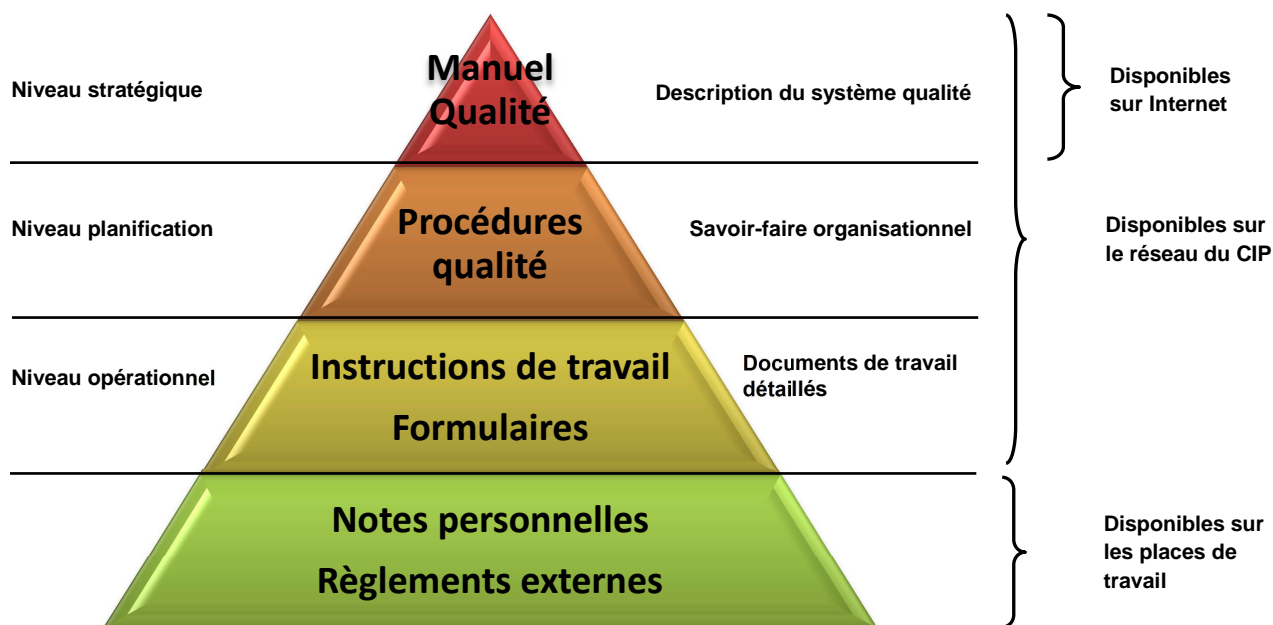 Manuel
Qualité
Niveau stratégique
Description du système qualité
Disponibles
sur Internet
Procédures
qualité
Niveau planification
Savoir-faire organisationnel
Disponibles sur
le réseau du CIP
Instructions de travail
Formulaires
Niveau opérationnel
Documents de travail
détaillés
Notes personnelles
Règlements externes
Disponibles sur
les places de
travail